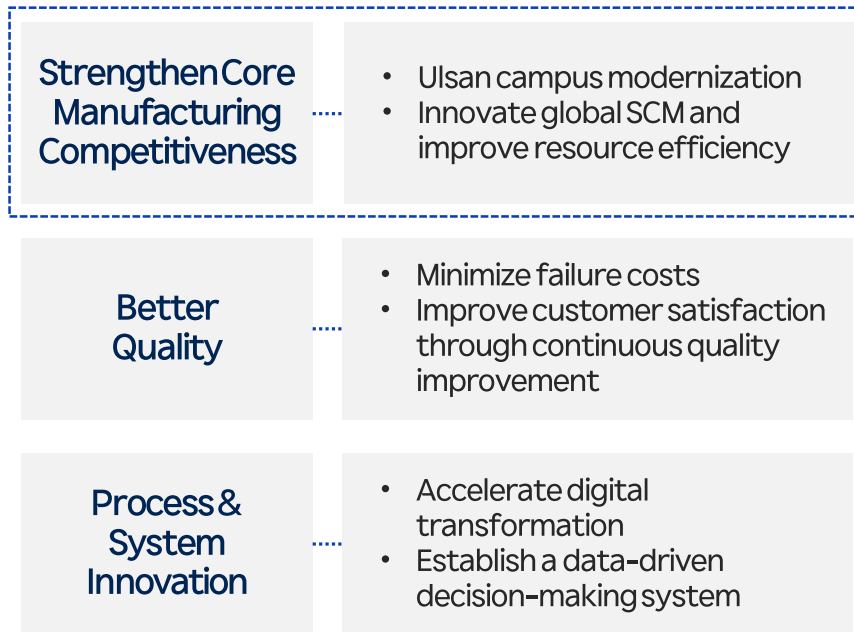 Strengthen Core
Manufacturing
Competitiveness
• Ulsan campus modernization
• Innovate global SCM and
improve resource efficiency
Better
Quality
• Minimize failure costs
• Improve customer satisfaction
through continuous quality
improvement
Process &
System
Innovation
• Accelerate digital
transformation
• Establish a data-driven
decision-making system